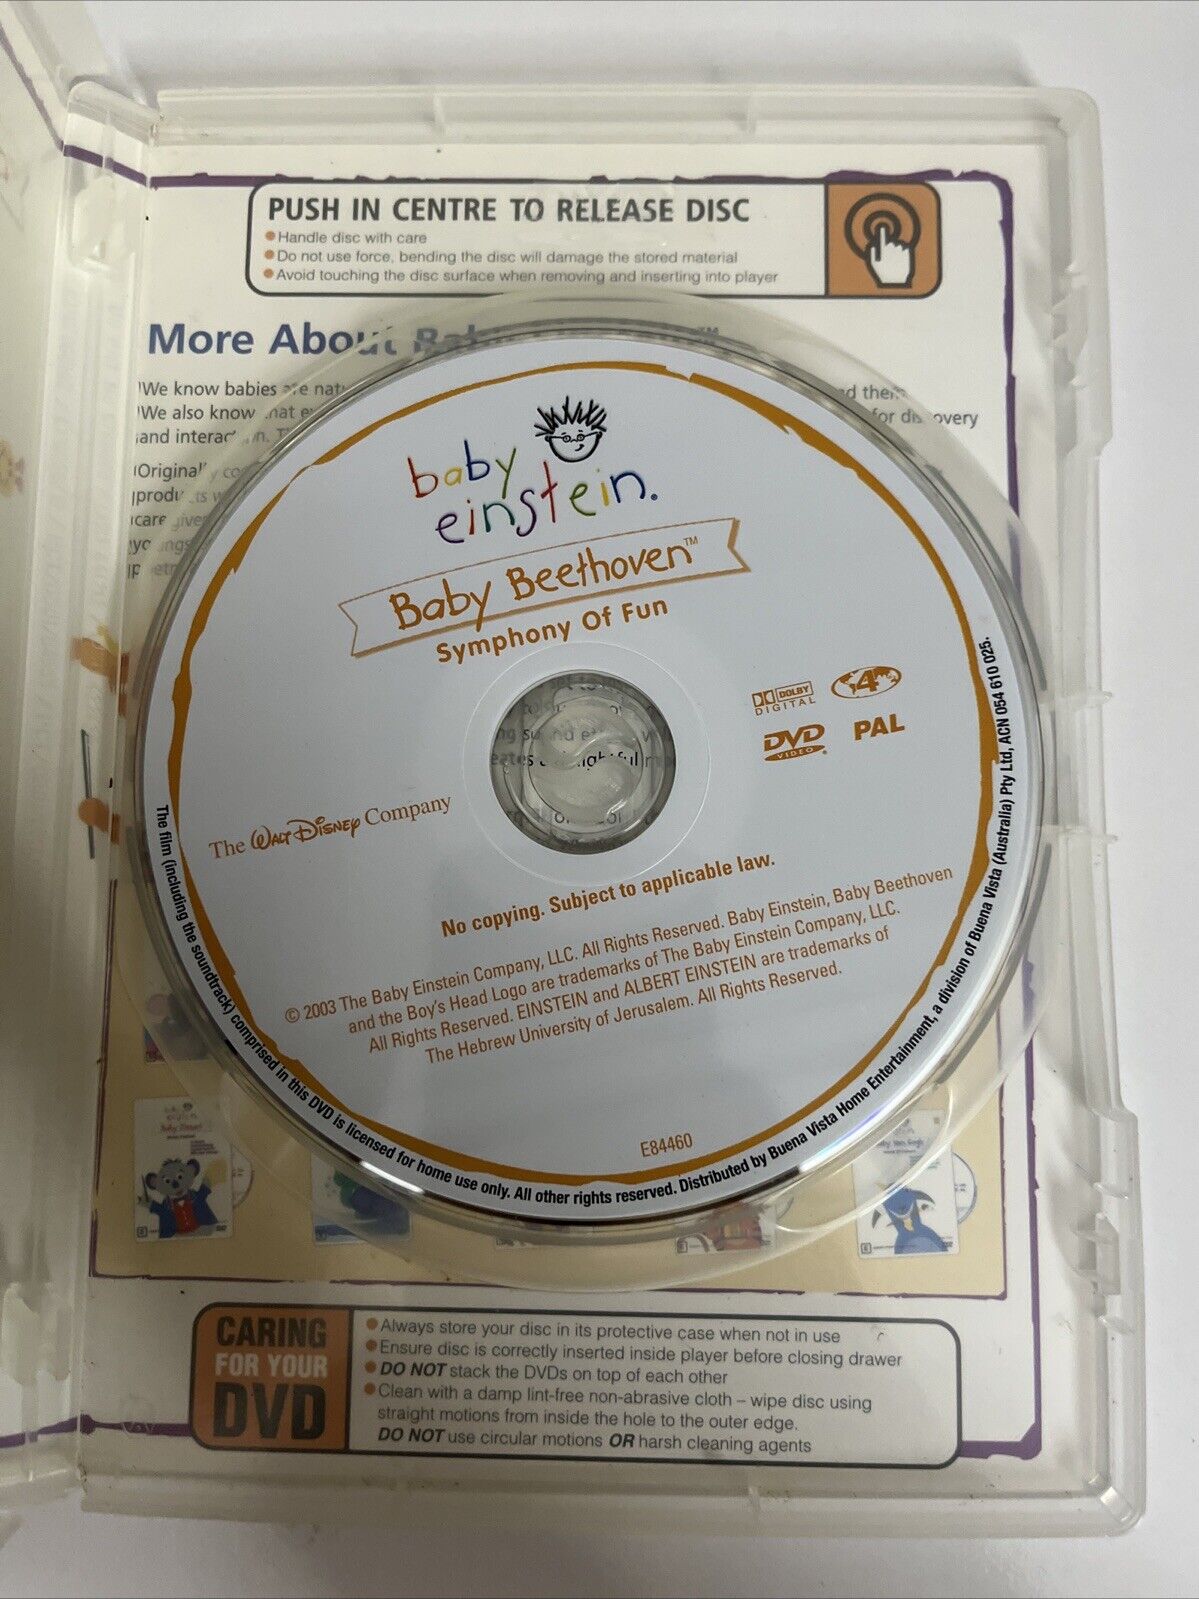 PUSH IN CENTRE TO RELEASE DISC
Handle disc with care
Do not use force, bending the disc will damage the stored material
Avoid touching the disc surface when removing and inserting into player
More About
We know babies are
We also know for discovery
and
baby
einstein.®
Baby Beethoven™
Symphony Of Fun
DOLBY
DIGITAL
4
DVD
VIDEO
PAL
The WALT DISNEY Company
No copying. Subject to applicable law.
© 2003 The Baby Einstein Company, LLC. All Rights Reserved. Baby Einstein, Baby Beethoven
and the Boy's Head Logo are trademarks of The Baby Einstein Company, LLC.
All Rights Reserved. EINSTEIN and ALBERT EINSTEIN are trademarks of
The Hebrew University of Jerusalem. All Rights Reserved.
E84460
The film (including the soundtrack) comprised in this DVD is licensed for home use only. All other rights reserved. Distributed by Buena Vista Home Entertainment, a division of Buena Vista (Australia) Pty Ltd, ACN 054 610 025.
CARING
FOR YOUR
DVD
Always store your disc in its protective case when not in use
Ensure disc is correctly inserted inside player before closing drawer
DO NOT stack the DVDs on top of each other
Clean with a damp lint-free non-abrasive cloth – wipe disc using
straight motions from inside the hole to the outer edge.
DO NOT use circular motions OR harsh cleaning agents